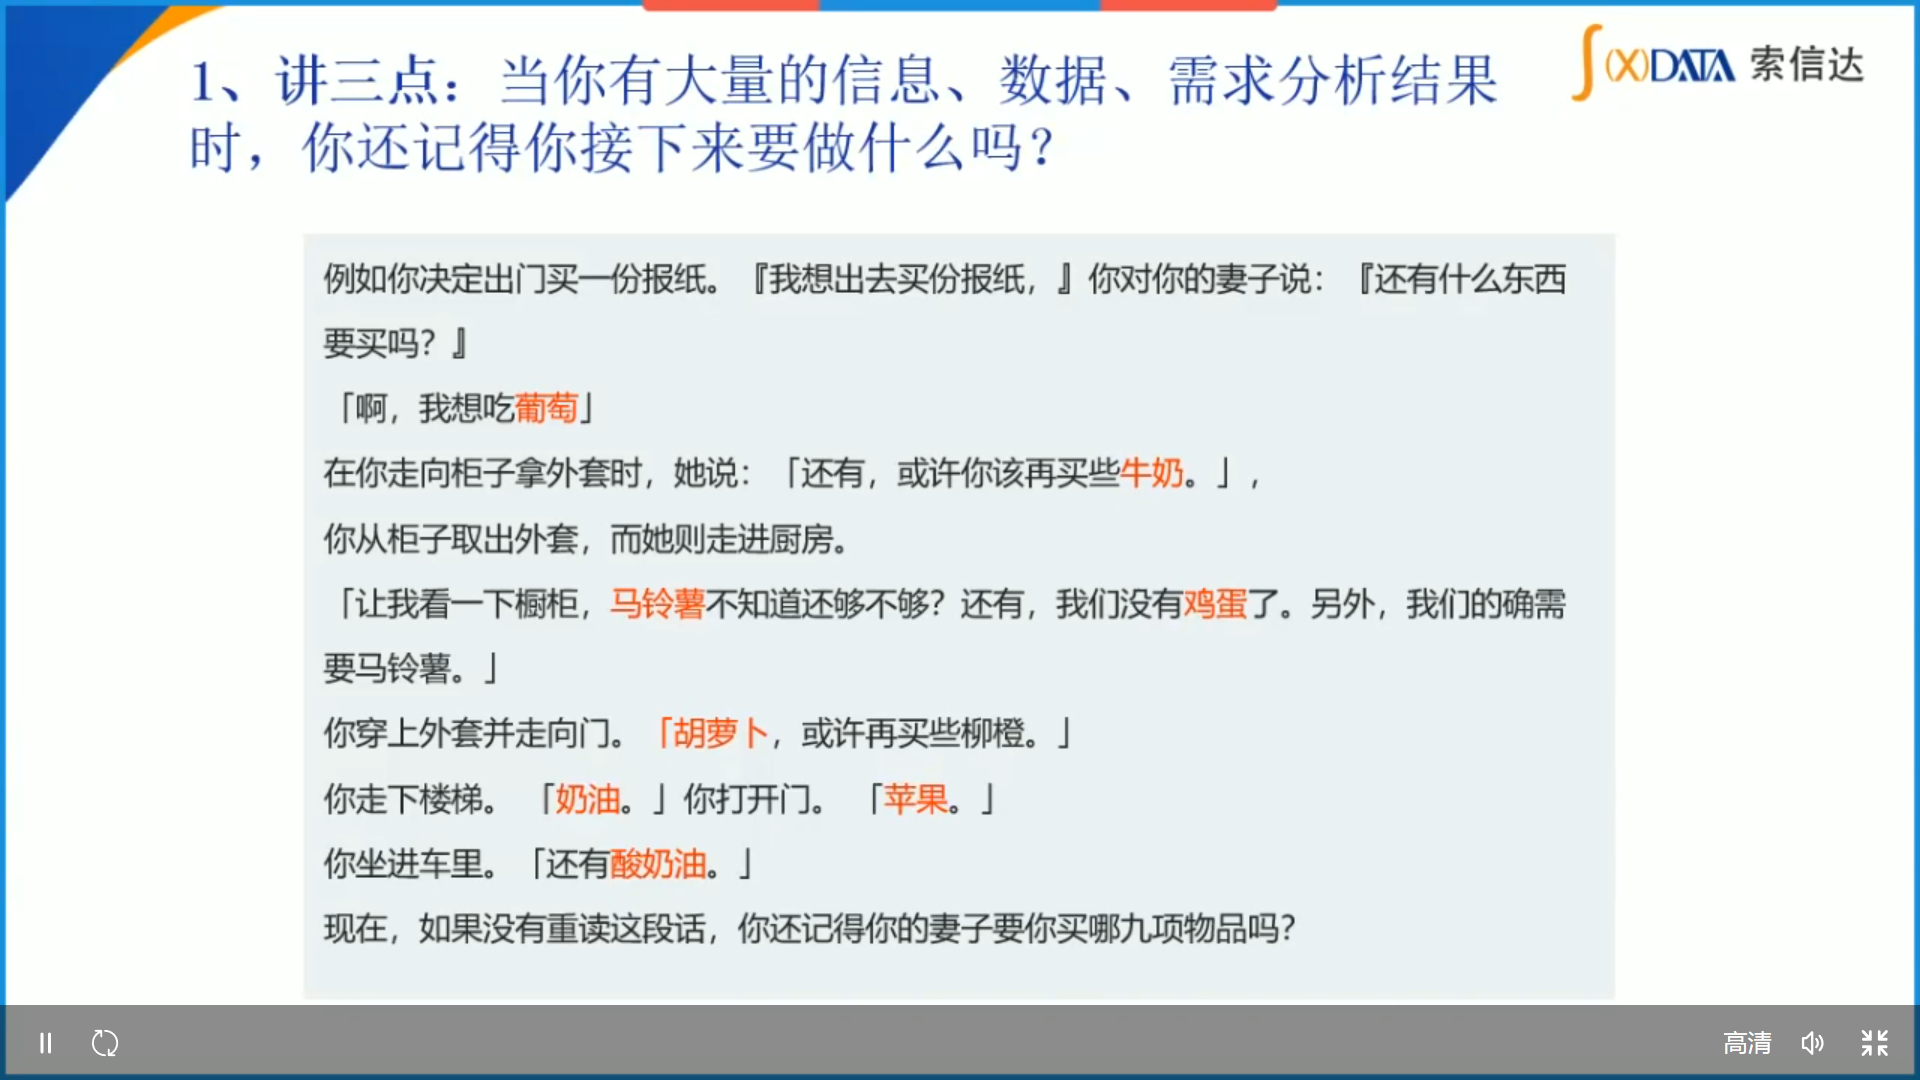 1、讲三点：当你有大量的信息、数据、需求分析结果
时，你还记得你接下来要做什么吗？
(X)DATA 索信达
例如你决定出门买一份报纸。『我想出去买份报纸，』你对你的妻子说：『还有什么东西
要买吗？』
「啊，我想吃葡萄」
在你走向柜子拿外套时，她说：「还有，或许你该再买些牛奶。」，
你从柜子取出外套，而她则走进厨房。
「让我看一下橱柜，马铃薯不知道还够不够？还有，我们没有鸡蛋了。另外，我们的确需
要马铃薯。」
你穿上外套并走向门。「胡萝卜，或许再买些柳橙。」
你走下楼梯。「奶油。」你打开门。「苹果。」
你坐进车里。「还有酸奶油。」
现在，如果没有重读这段话，你还记得你的妻子要你买哪九项物品吗？
高清